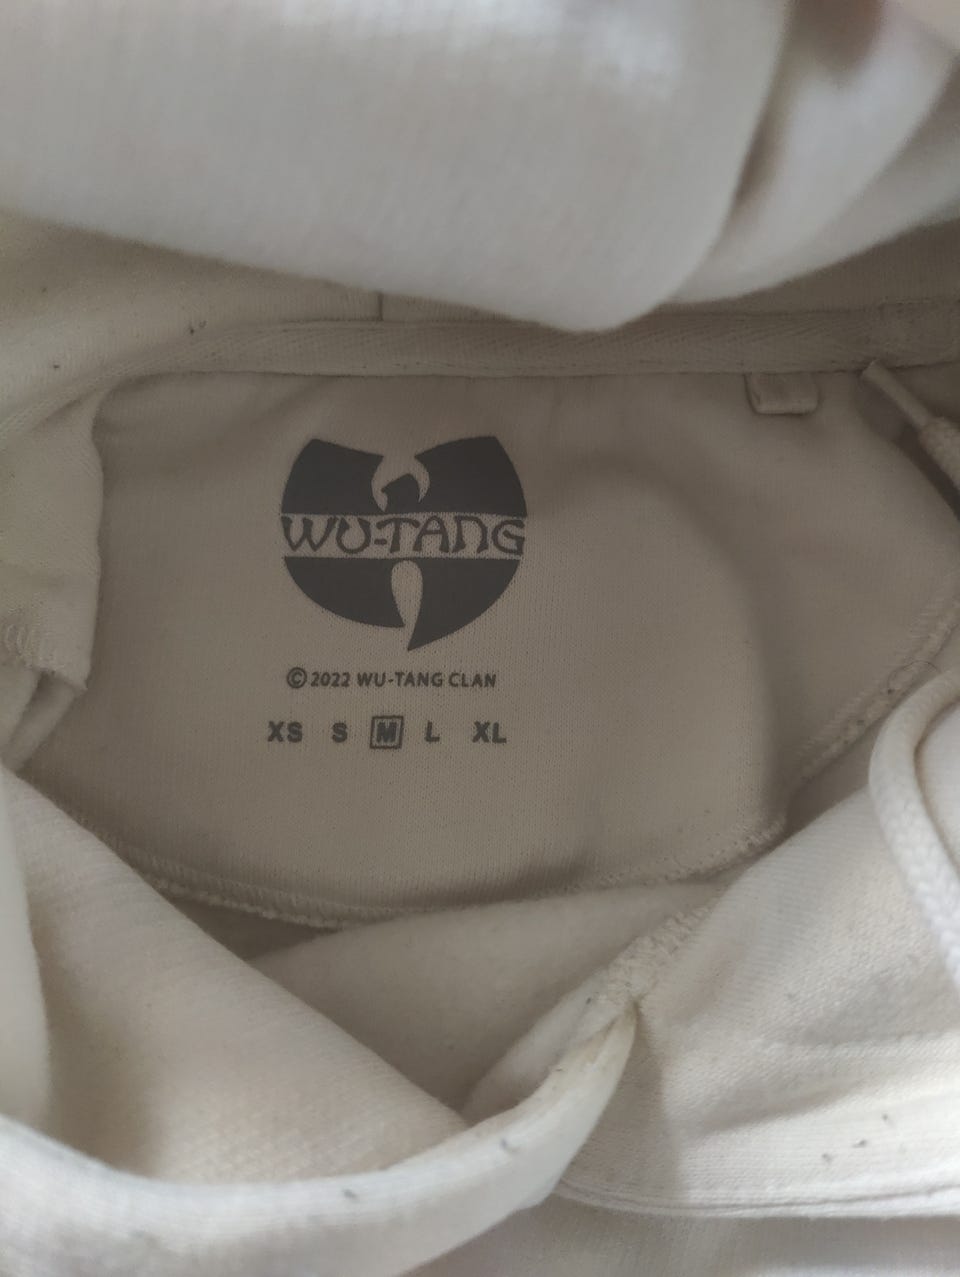 WU-TANG
©2022 WU-TANG CLAN
XS S M L XL